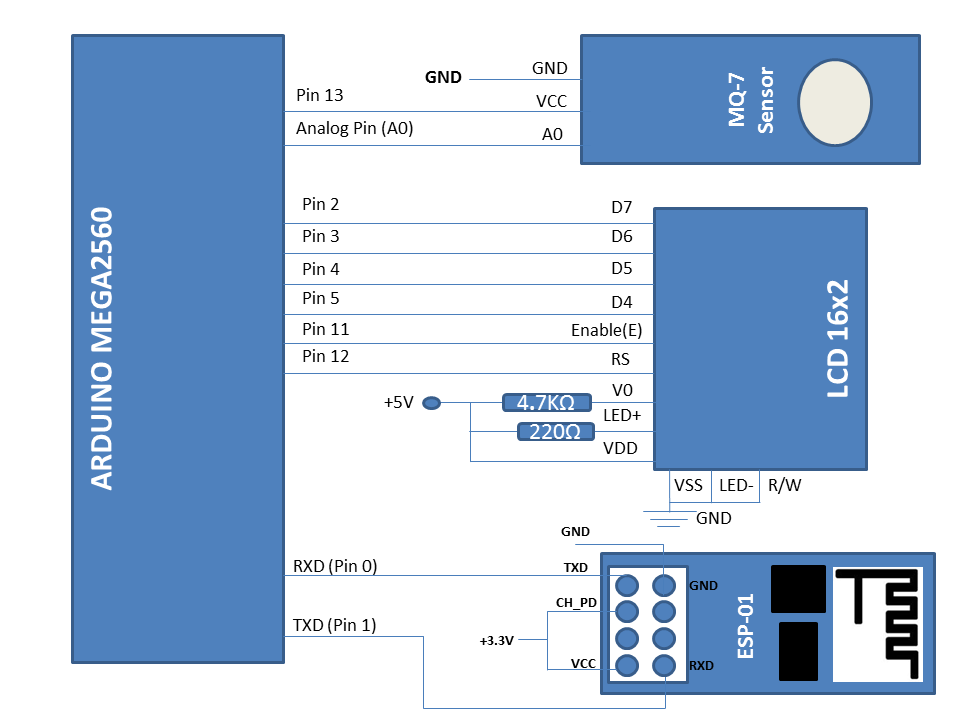 ARDUINO MEGA2560
GND
GND
MQ-7
Sensor
Pin 13
VCC
Analog Pin (A0)
A0
Pin 2
D7
Pin 3
D6
Pin 4
D5
Pin 5
D4
Pin 11
Enable(E)
Pin 12
RS
LCD 16x2
V0
+5V
4.7KΩ
LED+
220Ω
VDD
VSS
LED-
R/W
GND
GND
RXD (Pin 0)
TXD
GND
CH_PD
ESP-01
TXD (Pin 1)
+3.3V
VCC
RXD